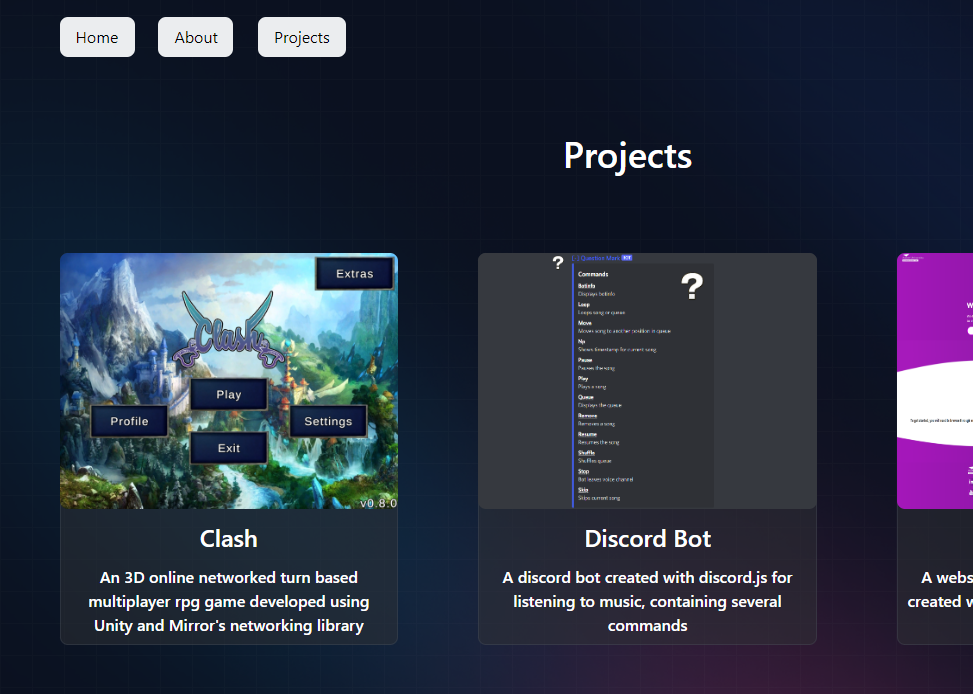 Home
About
Projects
Projects
Extras
Clash
Play
Profile
Settings
Exit
v0.8.0
Clash
An 3D online networked turn based
multiplayer rpg game developed using
Unity and Mirror's networking library
?
BOT
?
Commands
Botinfo
Displays botinfo
Loop
Loops song or queue
Move
Moves song to another position in queue
Np
Shows timestamp for current song
Pause
Pauses the song
Play
Plays a song
Queue
Displays the queue
Remove
Removes a song
Resume
Resumes the song
Shuffle
Shuffles queue
Stop
Bot leaves voice channel
Skip
Skips current song
Discord Bot
A discord bot created with discord.js for
listening to music, containing several
commands
A webs
created w